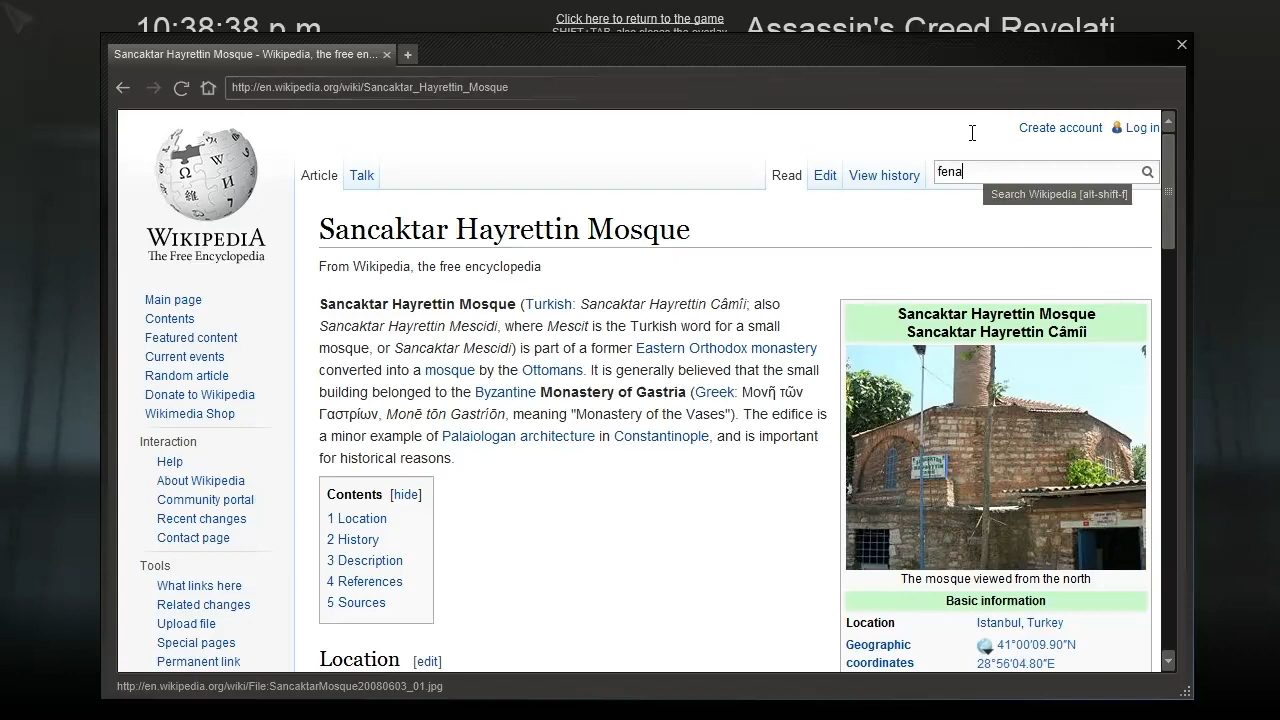 10:38:38 p.m
Click here to return to the game
SHIFT+TAB also closes the overlay
Assassin's Creed Revelati
Sancaktar Hayrettin Mosque - Wikipedia, the free en...
http://en.wikipedia.org/wiki/Sancaktar_Hayrettin_Mosque
Create account Log in
Article Talk Read Edit View history fena
Search Wikipedia [alt-shift-f]
WIKIPEDIA
The Free Encyclopedia
Main page
Contents
Featured content
Current events
Random article
Donate to Wikipedia
Wikimedia Shop
Interaction
Help
About Wikipedia
Community portal
Recent changes
Contact page
Tools
What links here
Related changes
Upload file
Special pages
Permanent link
Sancaktar Hayrettin Mosque
From Wikipedia, the free encyclopedia
Sancaktar Hayrettin Mosque (Turkish: Sancaktar Hayrettin Câmîi; also
Sancaktar Hayrettin Mescidi, where Mescit is the Turkish word for a small
mosque, or Sancaktar Mescidi) is part of a former Eastern Orthodox monastery
converted into a mosque by the Ottomans. It is generally believed that the small
building belonged to the Byzantine Monastery of Gastria (Greek: Μονῆ τῶν
Γαστρίων, Monē tōn Gastríōn, meaning "Monastery of the Vases"). The edifice is
a minor example of Palaiologan architecture in Constantinople, and is important
for historical reasons.
Contents [hide]
1 Location
2 History
3 Description
4 References
5 Sources
Location [edit]
Sancaktar Hayrettin Mosque
Sancaktar Hayrettin Câmîi
The mosque viewed from the north
Basic information
Location Istanbul, Turkey
Geographic 41°00′09.90″N
coordinates 28°56′04.80″E
http://en.wikipedia.org/wiki/File:SancaktarMosque20080603_01.jpg